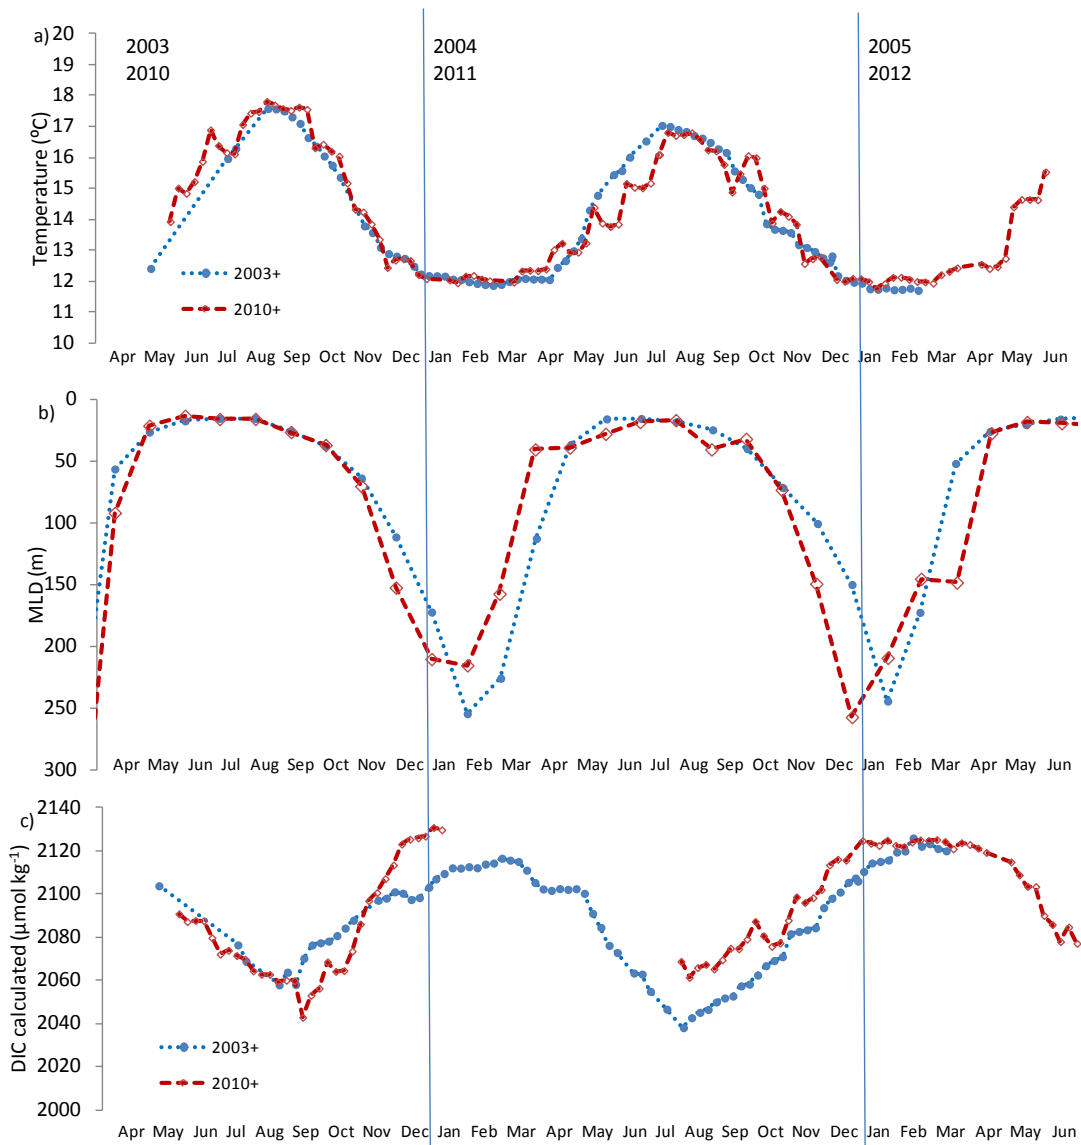 a)
2003 2004 2005
2010 2011 2012
Temperature (°C)
20
19
18
17
16
15
14
13
12
11
10
2003+
2010+
Apr May Jun Jul Aug Sep Oct Nov Dec Jan Feb Mar Apr May Jun Jul Aug Sep Oct Nov Dec Jan Feb Mar Apr May Jun
b)
MLD (m)
0
50
100
150
200
250
300
Apr May Jun Jul Aug Sep Oct Nov Dec Jan Feb Mar Apr May Jun Jul Aug Sep Oct Nov Dec Jan Feb Mar Apr May Jun
c)
DIC calculated (µmol kg⁻¹)
2140
2120
2100
2080
2060
2040
2020
2000
2003+
2010+
Apr May Jun Jul Aug Sep Oct Nov Dec Jan Feb Mar Apr May Jun Jul Aug Sep Oct Nov Dec Jan Feb Mar Apr May Jun